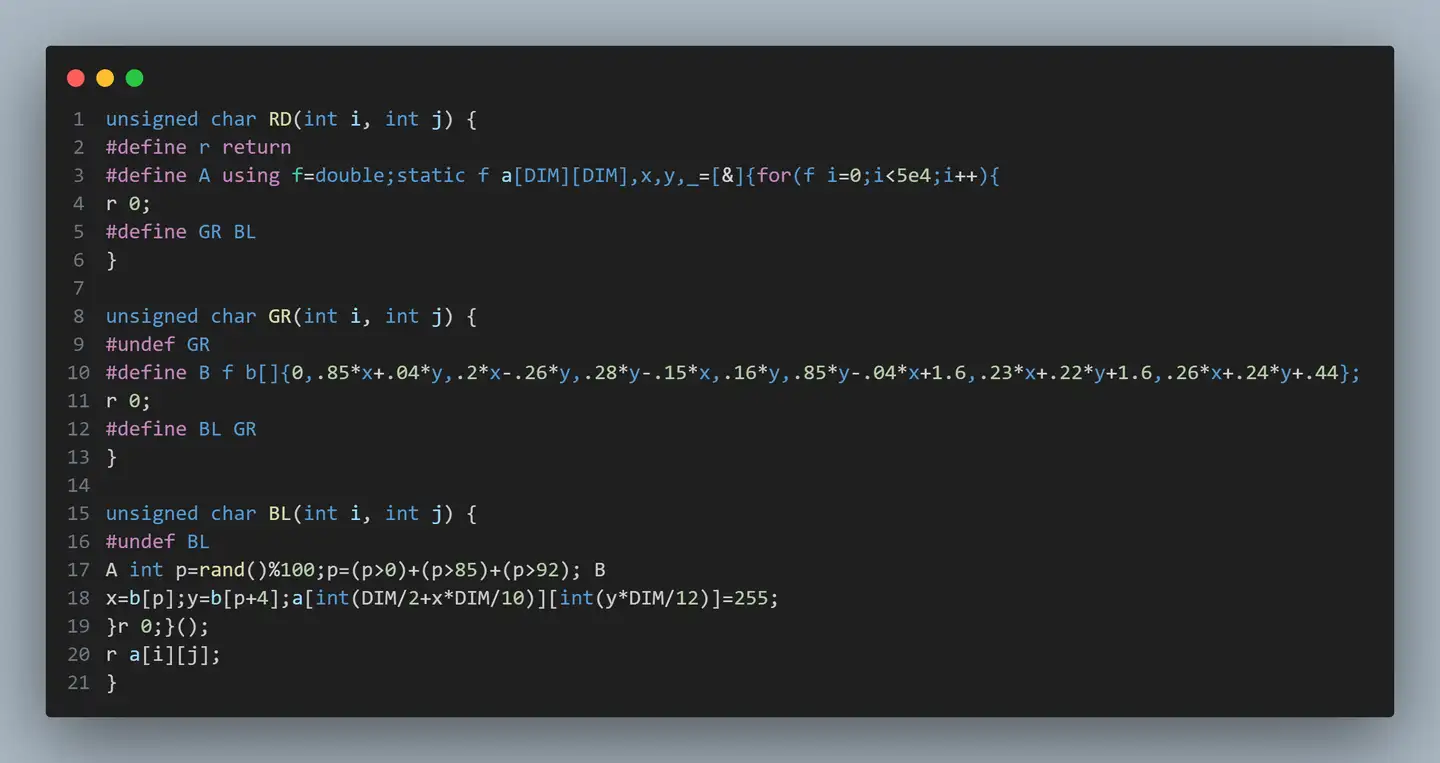 1 unsigned char RD(int i, int j) {
2 #define r return
3 #define A using f=double;static f a[DIM][DIM],x,y,_=[&]{for(f i=0;i<5e4;i++){
4 r 0;
5 #define GR BL
6 }
7
8 unsigned char GR(int i, int j) {
9 #undef GR
10 #define B f b[]{0,.85*x+.04*y,.2*x-.26*y,.28*y-.15*x,.16*y,.85*y-.04*x+1.6,.23*x+.22*y+1.6,.26*x+.24*y+.44};
11 r 0;
12 #define BL GR
13 }
14
15 unsigned char BL(int i, int j) {
16 #undef BL
17 A int p=rand()%100;p=(p>0)+(p>85)+(p>92); B
18 x=b[p];y=b[p+4];a[int(DIM/2+x*DIM/10)][int(y*DIM/12)]=255;
19 }r 0;}();
20 r a[i][j];
21 }